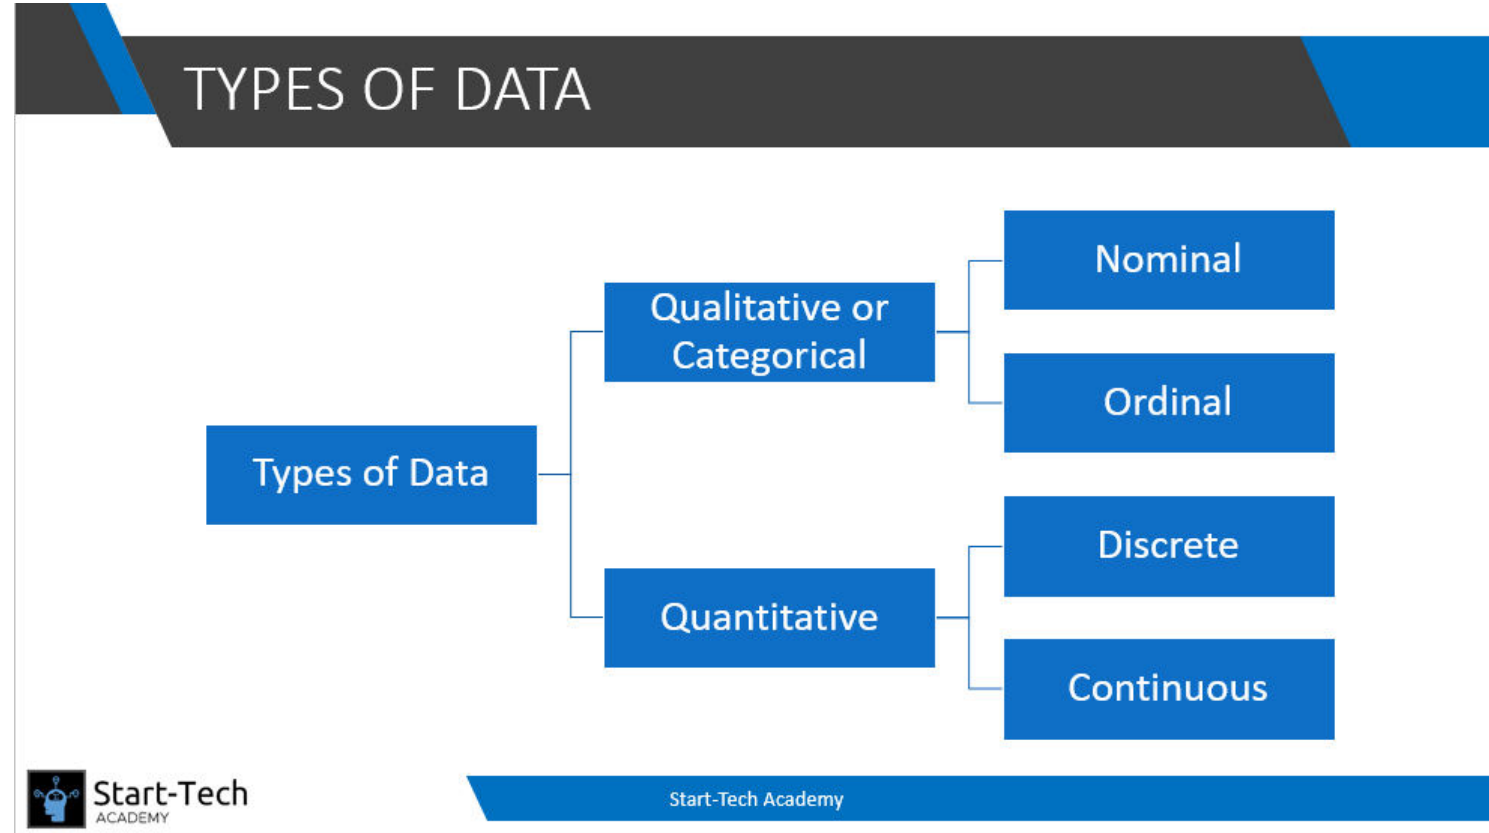 TYPES OF DATA
Types of Data
Qualitative or
Categorical
Nominal
Ordinal
Quantitative
Discrete
Continuous
Start-Tech
ACADEMY
Start-Tech Academy